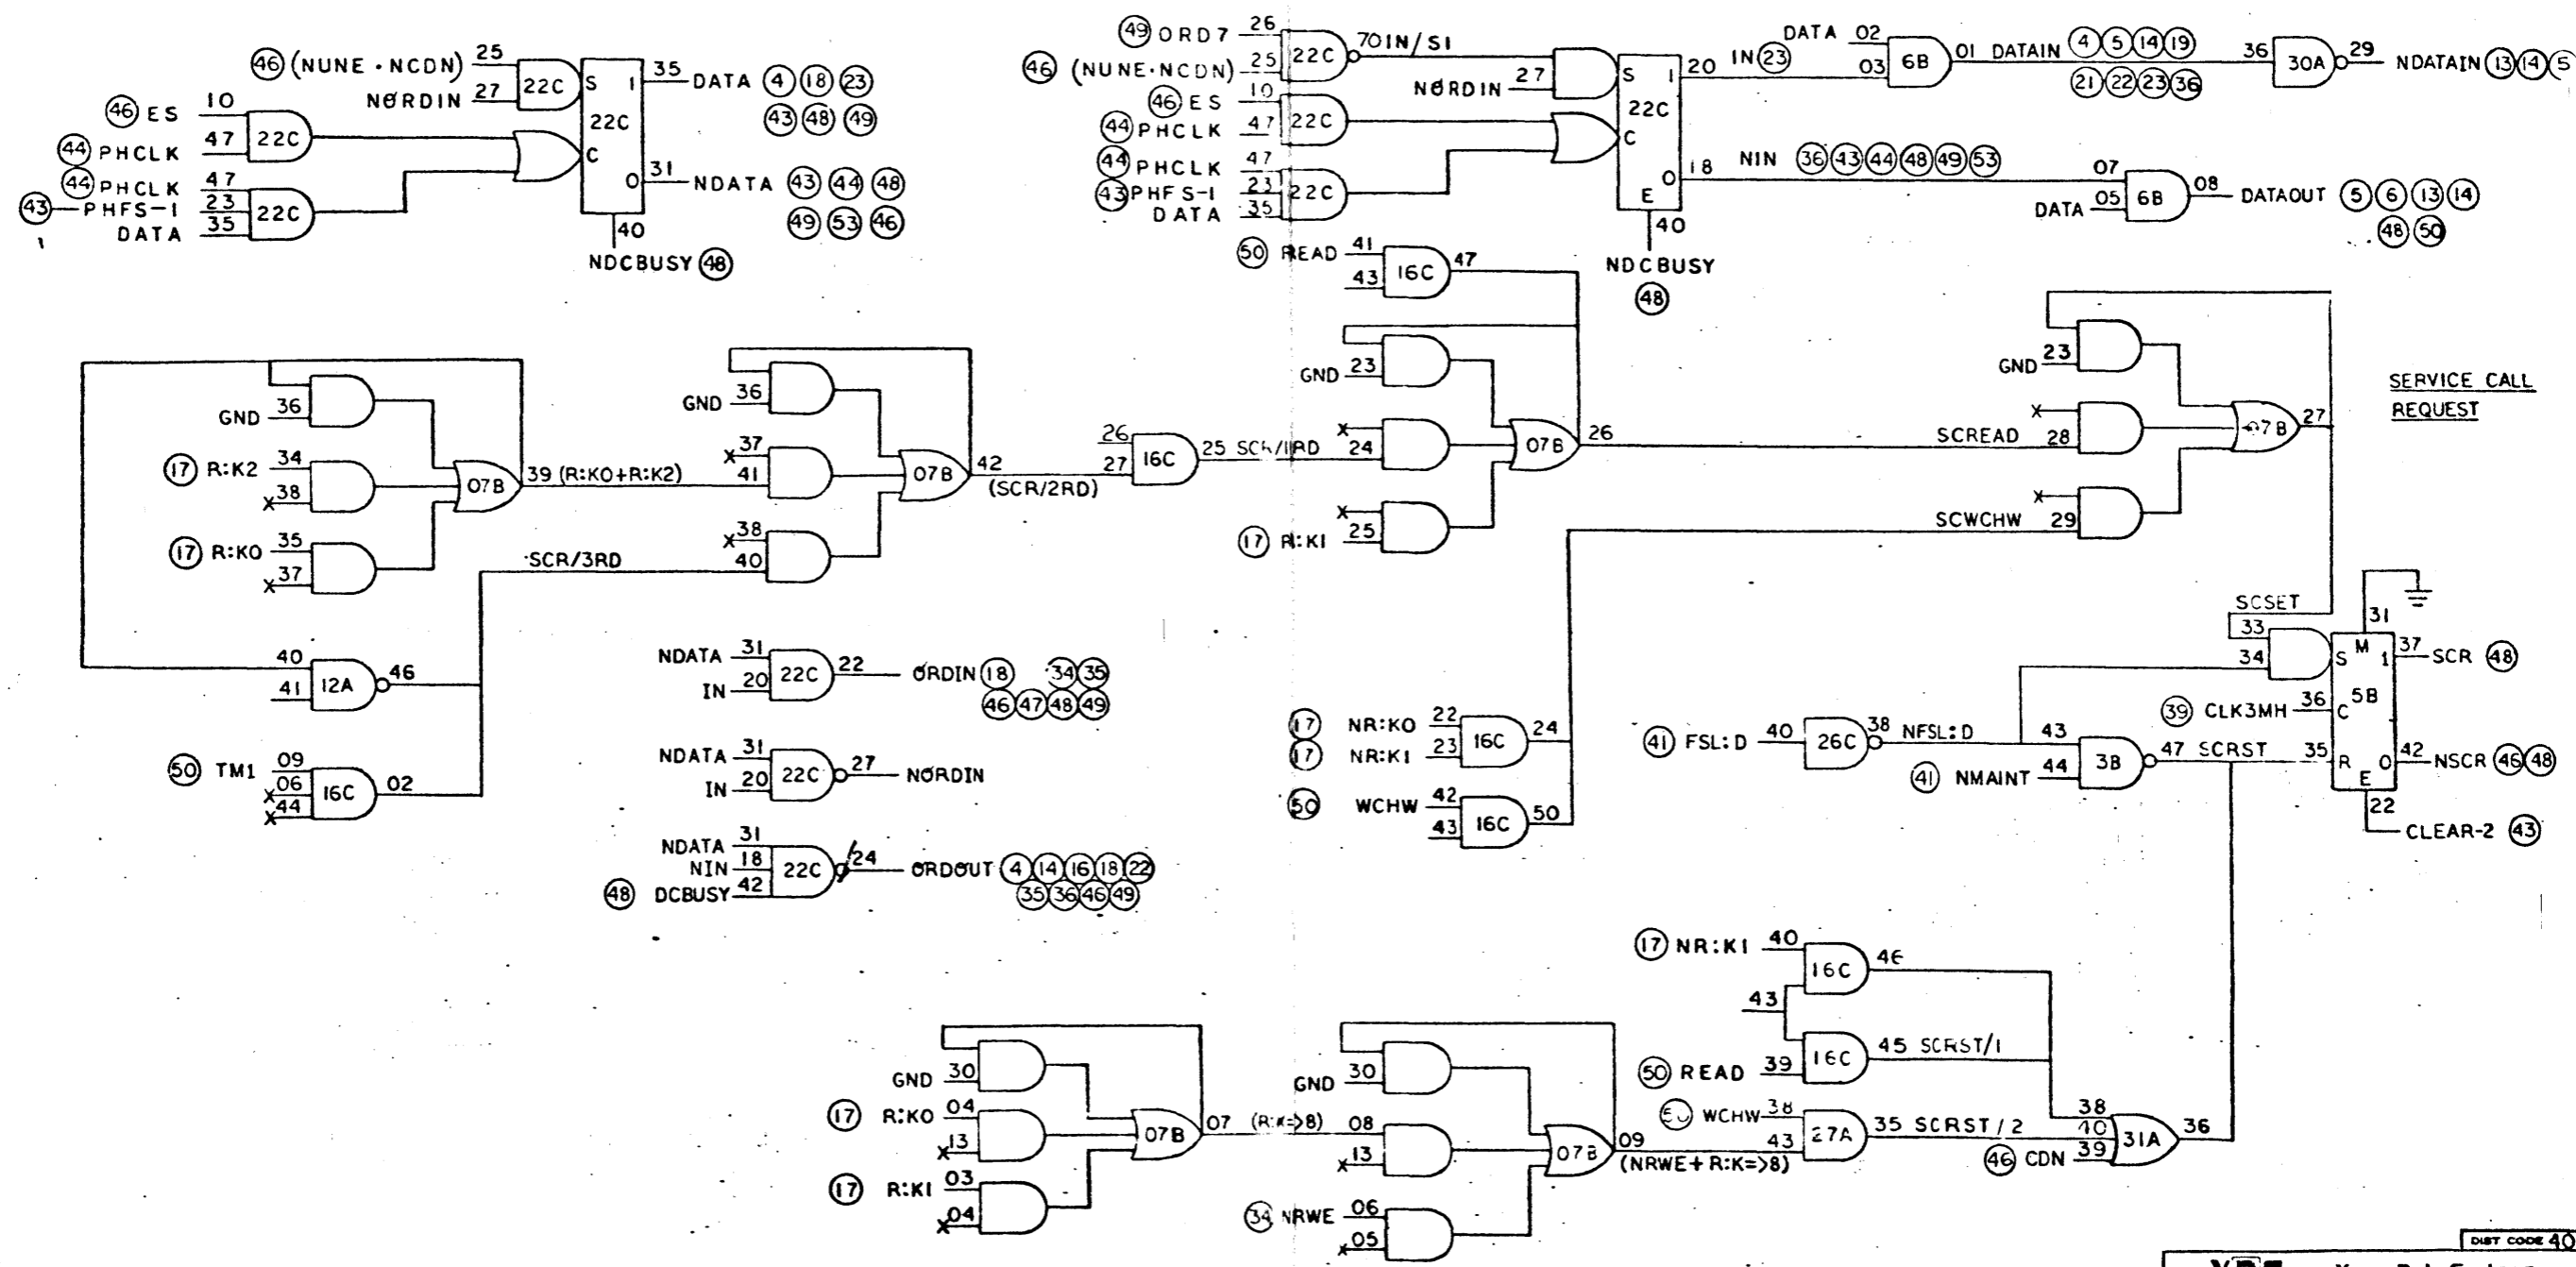 46 (NUNE · NCDN) 25
NØRDIN 27
22C
S 1 35 DATA 4 18 23
43 48 49
46 ES 10
44 PHCLK 47
22C
22C
C
44 PHCLK 47
43 PHFS-1 23
DATA 35
22C
0 31 NDATA 43 44 48
49 53 46
40
NDCBUSY 48
49 ORD7 26
46 (NUNE·NCDN) 25
22C 70IN/S1
NØRDIN 27
46 ES 10
44 PHCLK 47
22C
44 PHCLK 47
43 PHFS-1 23
DATA 35
22C
S 1
22C
C
0
E
40
NDCBUSY
48
20 IN 23
DATA 02
03
6B
01 DATAIN 4 5 14 19
21 22 23 36
36 30A 29 NDATAIN 13 14 5
18 NIN 36 43 44 48 49 53 07
DATA 05
6B
08 DATAOUT 5 6 13 14
48 50
50 READ 41
43
16C 47
GND 36
17 R:K2 34
X 38
17 R:K0 35
X 37
07B
39 (R:K0+R:K2)
GND 36
X 37
41
X 38
SCR/3RD 40
07B
42
(SCR/2RD)
26
27
16C
25 SCR/1RD
GND 23
X
24
X
17 R:K1 25
07B
26
SCREAD
GND 23
X
28
X
SCWCHW 29
07B
27
SERVICE CALL
REQUEST
40
41
12A 46
50 TM1 09
X 06
X 44
16C 02
NDATA 31
IN 20
22C 22 ØRDIN 18 34 35
46 47 48 49
NDATA 31
IN 20
22C 27 NØRDIN
NDATA 31
NIN 18
48 DCBUSY 42
22C 24 ØRDOUT 4 14 16 18 22
35 36 46 49
17 NR:K0 22
17 NR:K1 23
16C 24
50 WCHW 42
43
16C 50
41 FSL:D 40
26C 38 NFSL:D 43
41 NMAINT 44
3B 47 SCRST 35
SCSET
33
34
31
S M 1 37 SCR 48
39 CLK3MH 36 C 5B
R 0 42 NSCR 46 48
E
22
CLEAR-2 43
17 NR:K1 40
16C 46
43
50 READ 39
16C 45 SCRST/1
WCHW 38
43
27A 35 SCRST/2
38
40
46 CDN 39
31A 36
GND 30
17 R:K0 04
X 13
17 R:K1 03
X 04
07B
07 (R:K=>8) 08
GND 30
X 13
34 NRWE 06
X 05
07B
09
(NRWE+R:K=>8)
DIST CODE 40